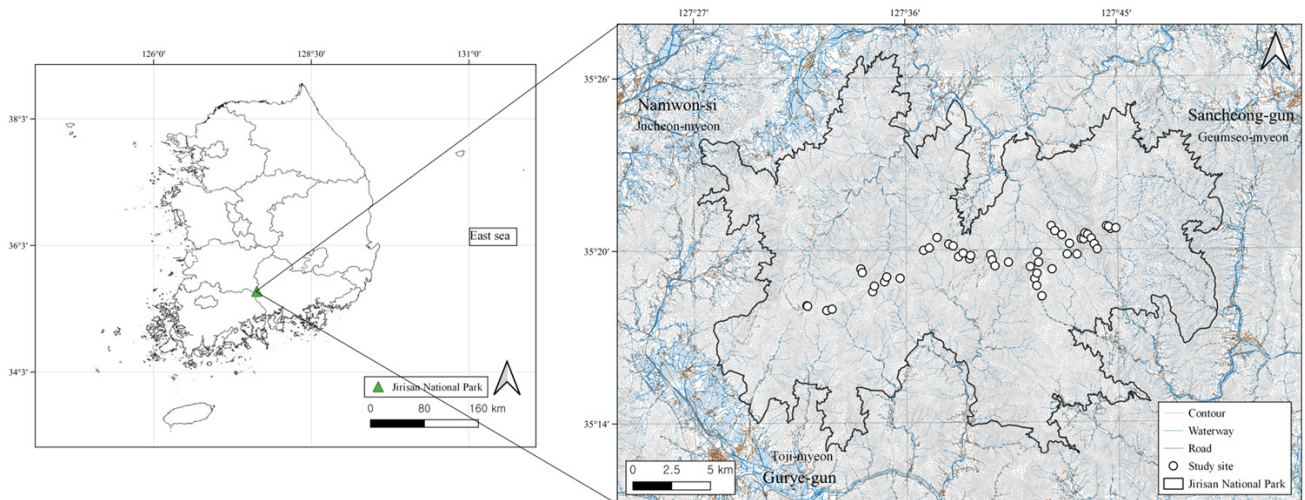 126°0'
128°30'
131°0'
38°3'
36°3'
34°3'
East sea
Jirisan National Park
0 80 160 km
127°27'
127°36'
127°45'
35°26'
35°20'
35°14'
Namwon-si
Jucheon-myeon
Sancheong-gun
Geumseo-myeon
Toji-myeon
Gurye-gun
0 2.5 5 km
Contour
Waterway
Road
Study site
Jirisan National Park